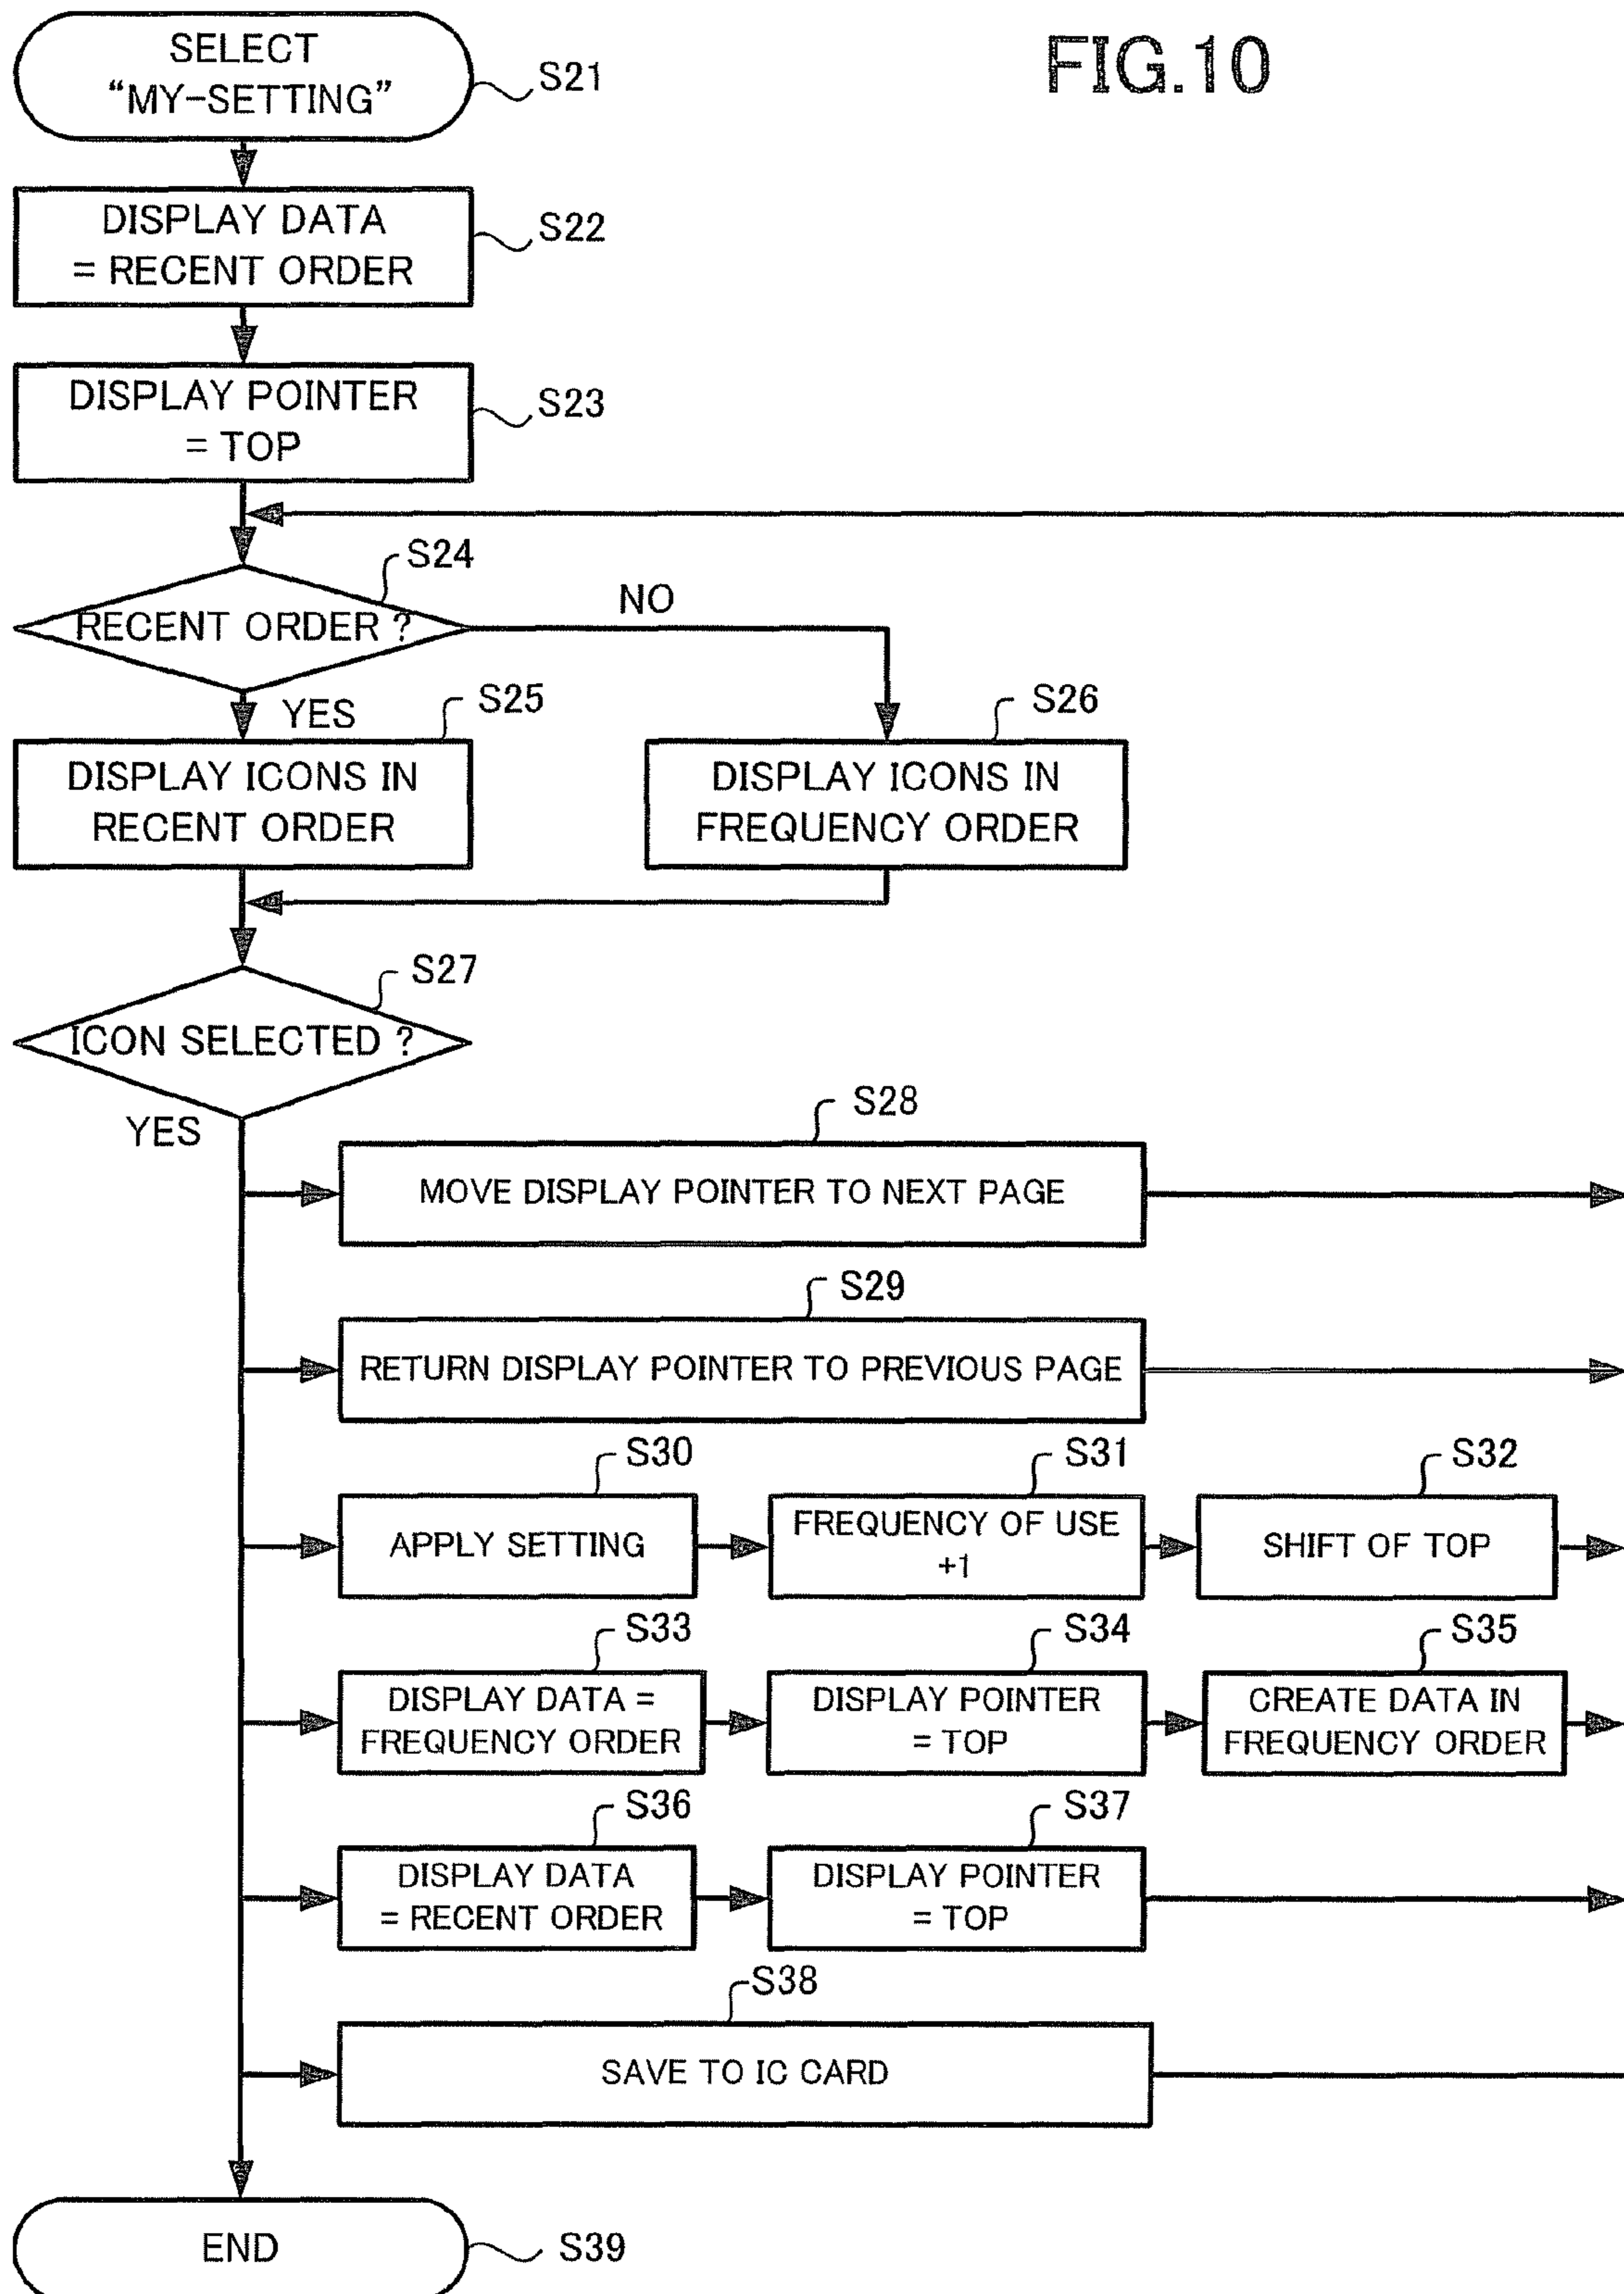 FIG.10
SELECT
“MY-SETTING”
S21
DISPLAY DATA
= RECENT ORDER
S22
DISPLAY POINTER
= TOP
S23
S24
RECENT ORDER ?
NO
YES
S25
DISPLAY ICONS IN
RECENT ORDER
S26
DISPLAY ICONS IN
FREQUENCY ORDER
S27
ICON SELECTED ?
YES
S28
MOVE DISPLAY POINTER TO NEXT PAGE
S29
RETURN DISPLAY POINTER TO PREVIOUS PAGE
S30
APPLY SETTING
S31
FREQUENCY OF USE
+1
S32
SHIFT OF TOP
S33
DISPLAY DATA =
FREQUENCY ORDER
S34
DISPLAY POINTER
= TOP
S35
CREATE DATA IN
FREQUENCY ORDER
S36
DISPLAY DATA
= RECENT ORDER
S37
DISPLAY POINTER
= TOP
S38
SAVE TO IC CARD
END
S39